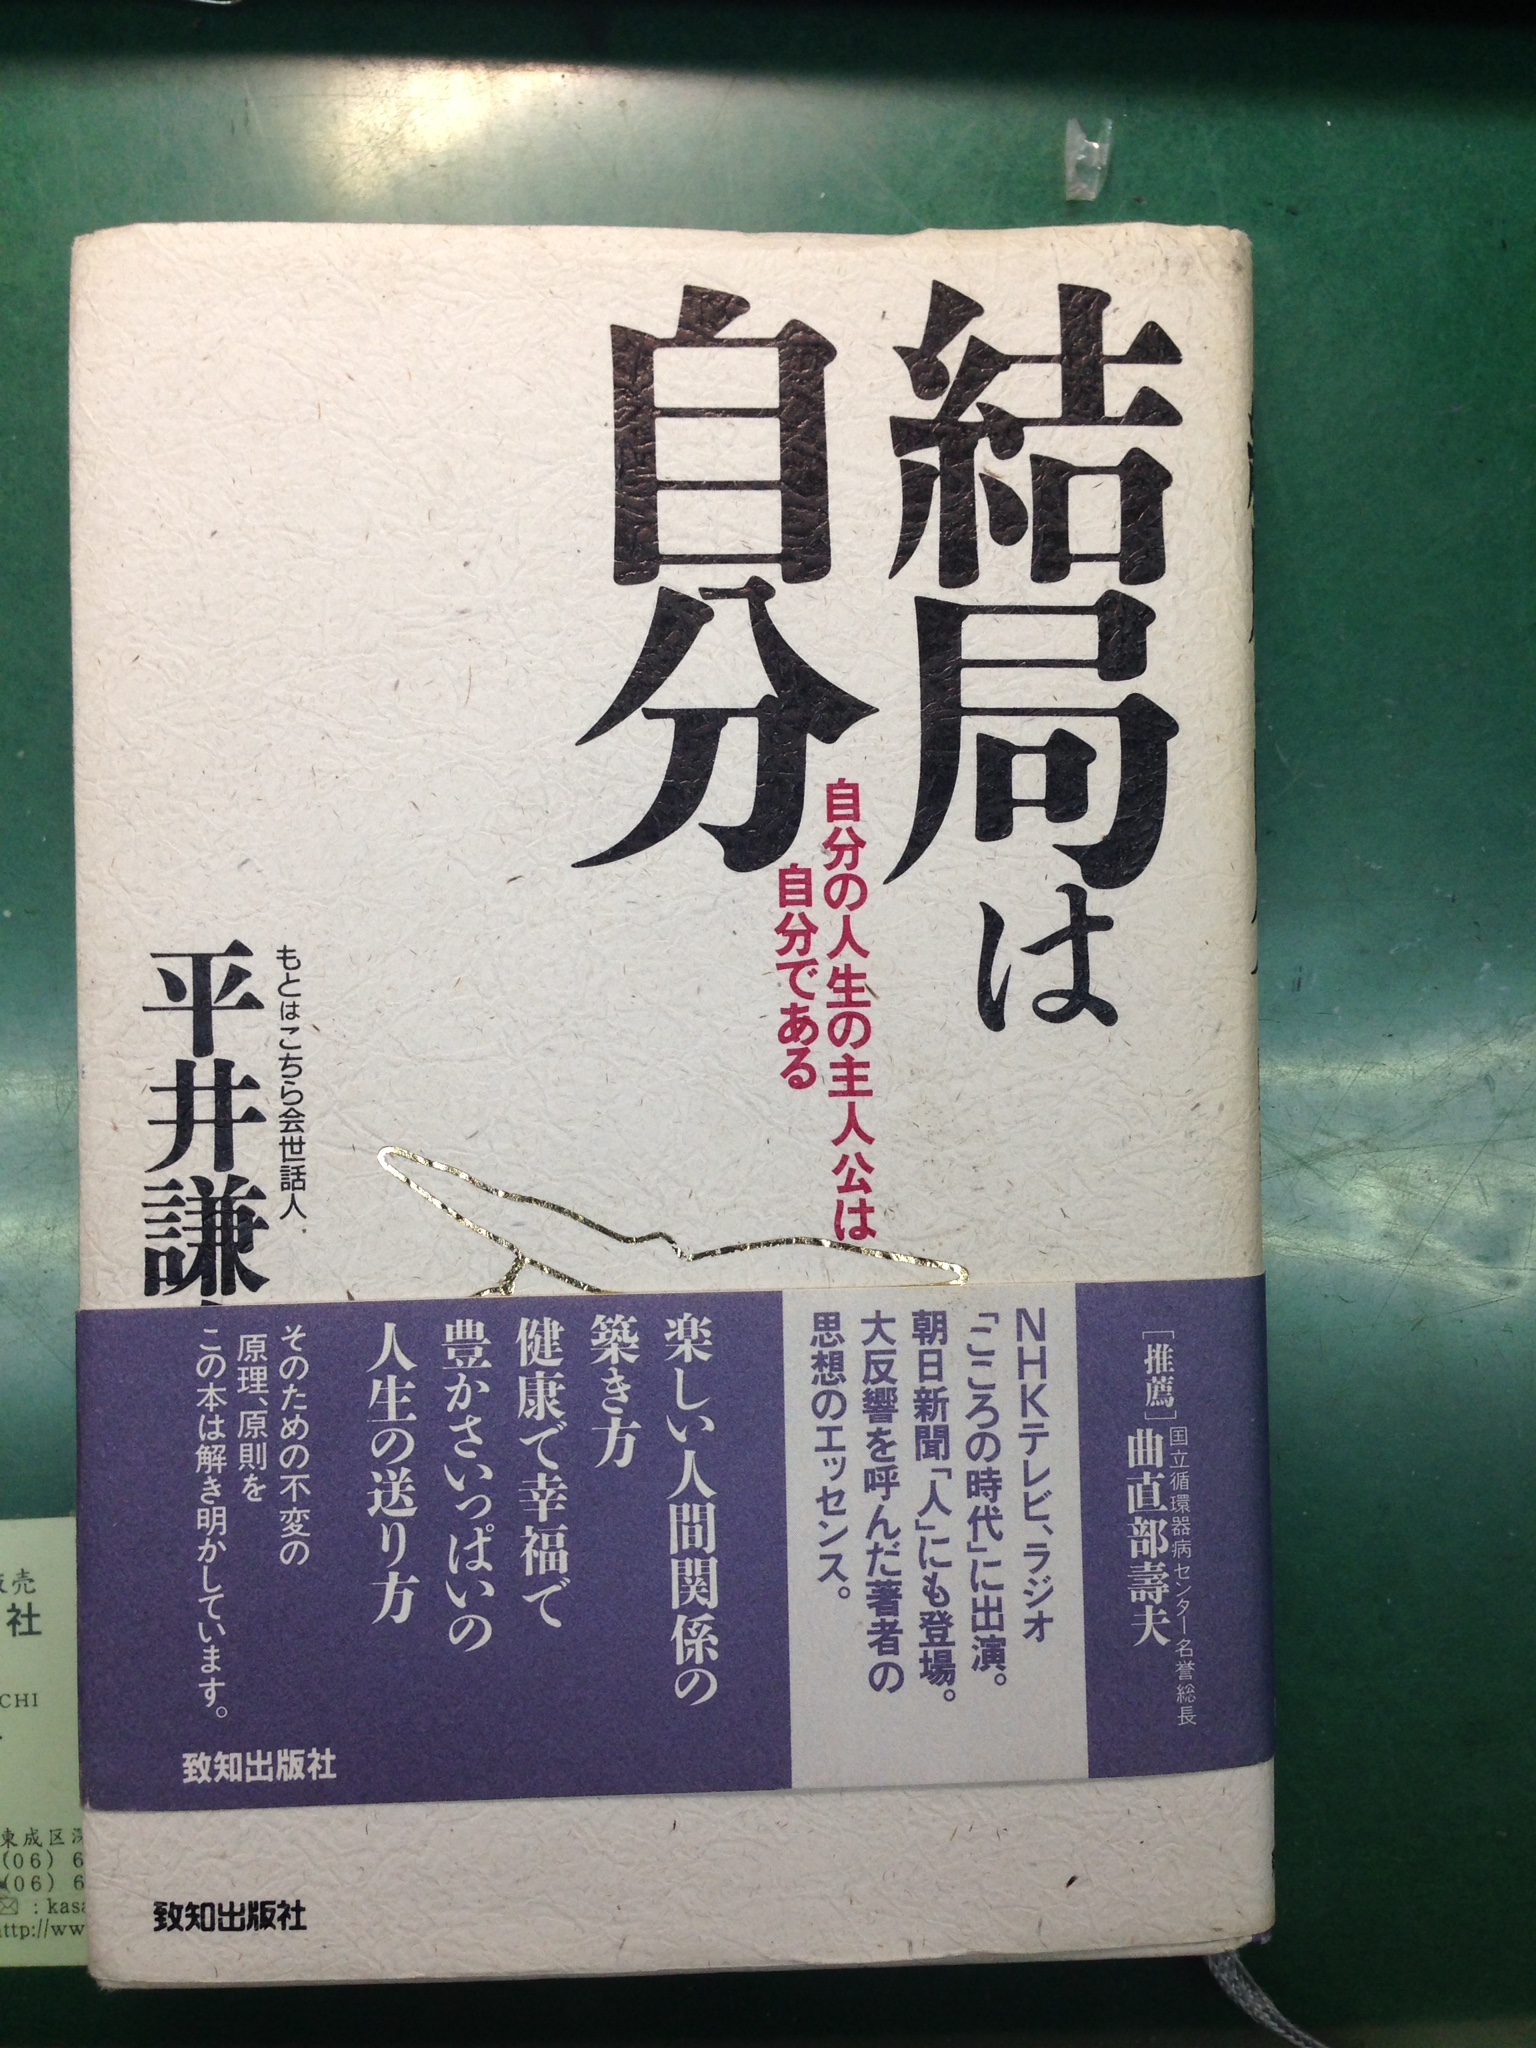 結局は
自分
自分の人生の主人公は
自分である
もとはこちら会世話人
平井謙
[推薦]
国立循環器病センター名誉総長
曲直部壽夫
NHKテレビ、ラジオ
「こころの時代」に出演。
朝日新聞「人」にも登場。
大反響を呼んだ著者の
思想のエッセンス。
楽しい人間関係の
築き方
健康で幸福で
豊かさいっぱいの
人生の送り方
そのための不変の
原理、原則を
この本は解き明かしています。
致知出版社
致知出版社
売
社
CHI
東成区深
(06) 6
(06) 6
✉ : kasa
http://ww